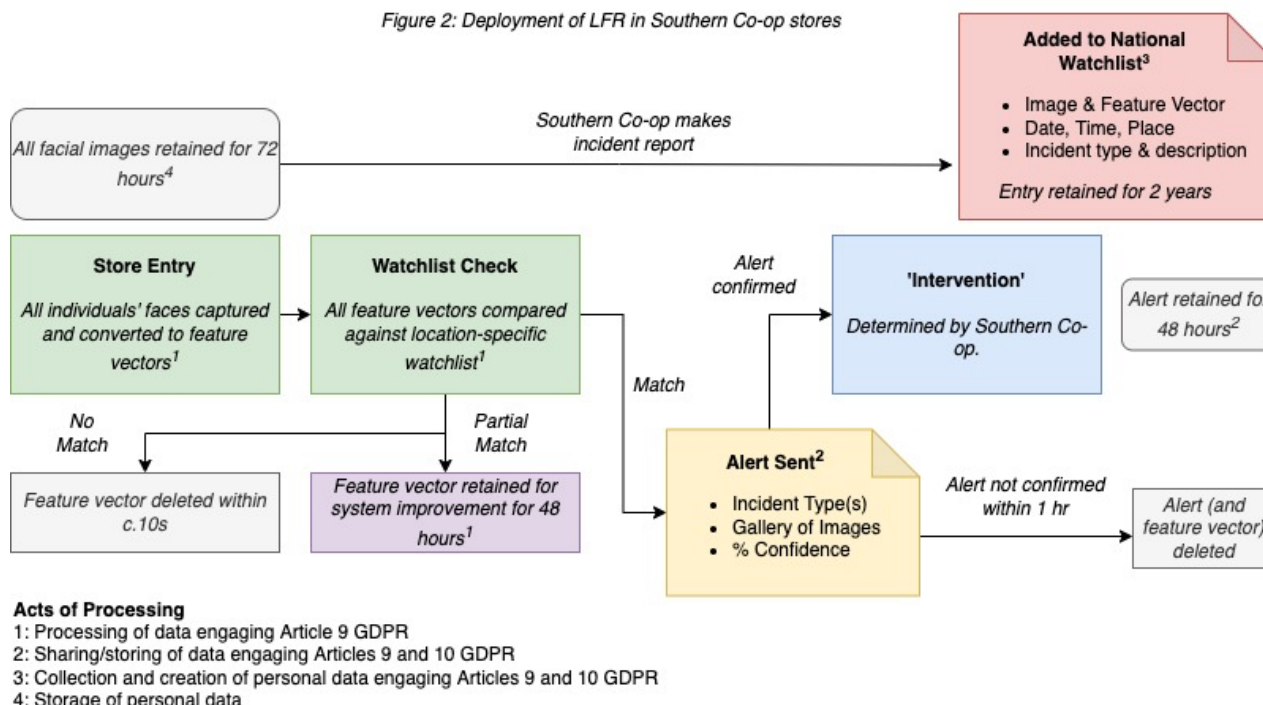 Figure 2: Deployment of LFR in Southern Co-op stores
Added to National
Watchlist³
• Image & Feature Vector
• Date, Time, Place
• Incident type & description
Entry retained for 2 years
All facial images retained for 72
hours⁴
Southern Co-op makes
incident report
Store Entry
All individuals' faces captured
and converted to feature
vectors¹
Watchlist Check
All feature vectors compared
against location-specific
watchlist¹
Alert
confirmed
'Intervention'
Determined by Southern Co-
op.
Alert retained for
48 hours²
Match
No
Match
Partial
Match
Feature vector deleted within
c.10s
Feature vector retained for
system improvement for 48
hours¹
Alert Sent²
• Incident Type(s)
• Gallery of Images
• % Confidence
Alert not confirmed
within 1 hr
Alert (and
feature vector)
deleted
Acts of Processing
1: Processing of data engaging Article 9 GDPR
2: Sharing/storing of data engaging Articles 9 and 10 GDPR
3: Collection and creation of personal data engaging Articles 9 and 10 GDPR
4: Storage of personal data